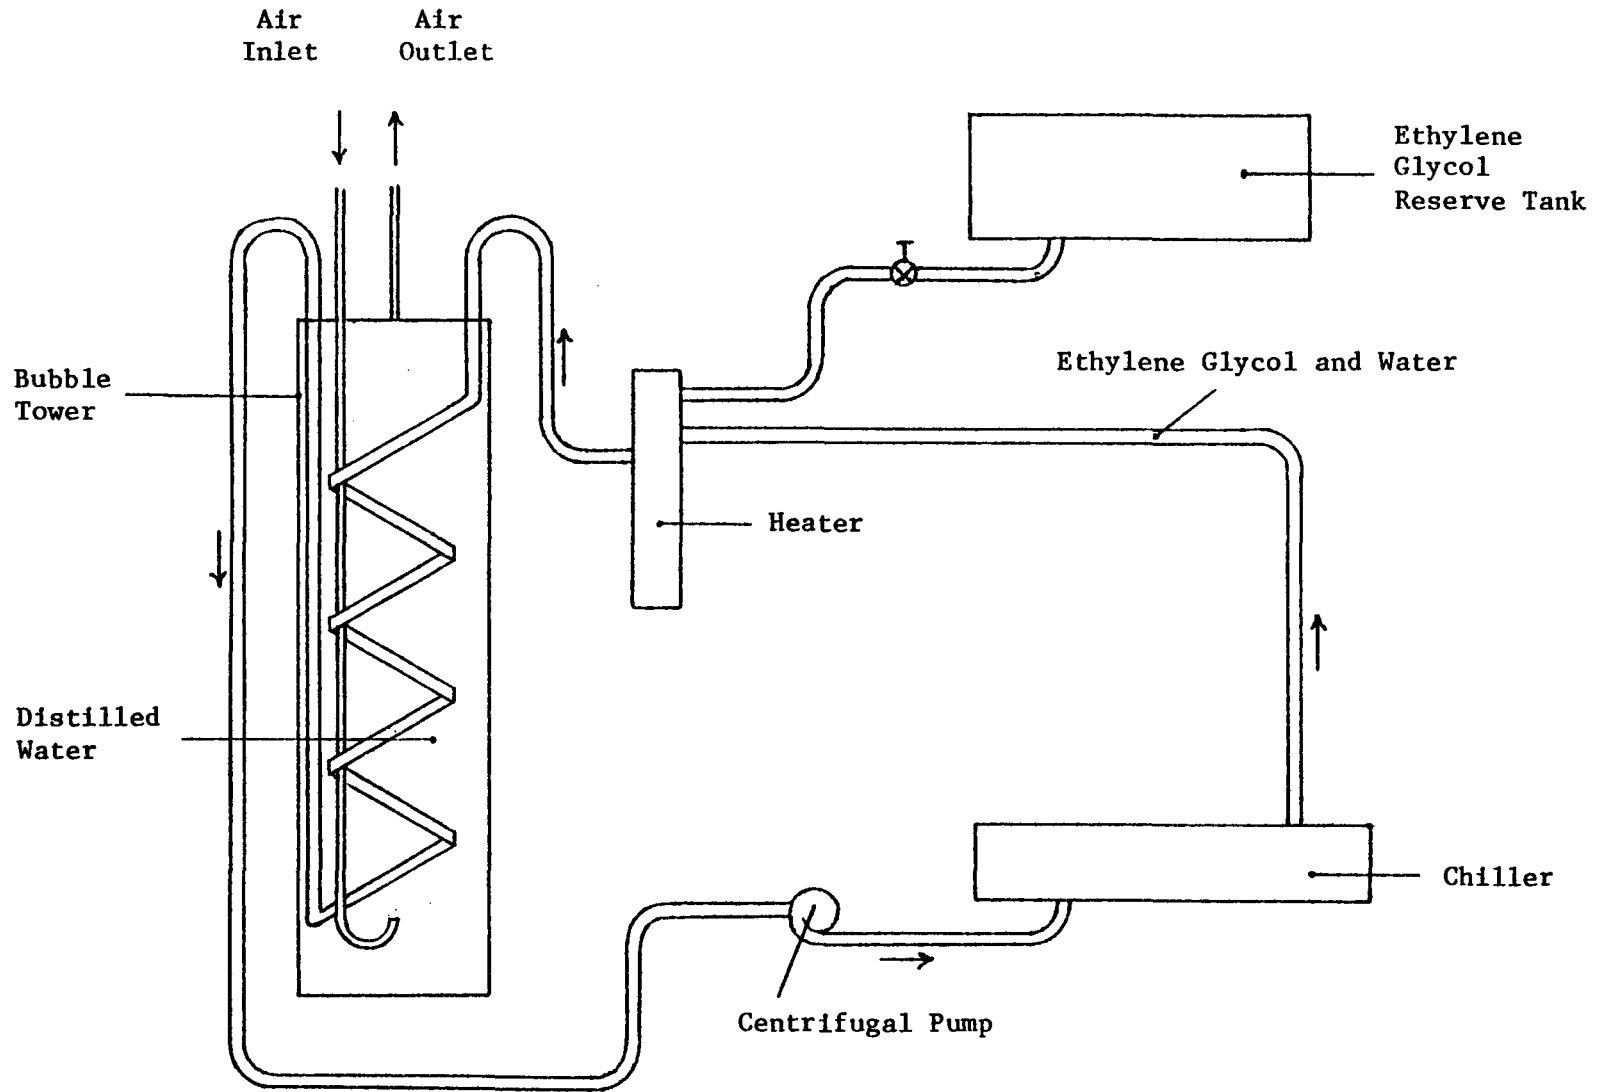 Air
Inlet
Air
Outlet
Ethylene
Glycol
Reserve Tank
Ethylene Glycol and Water
Bubble
Tower
Heater
Distilled
Water
Chiller
Centrifugal Pump